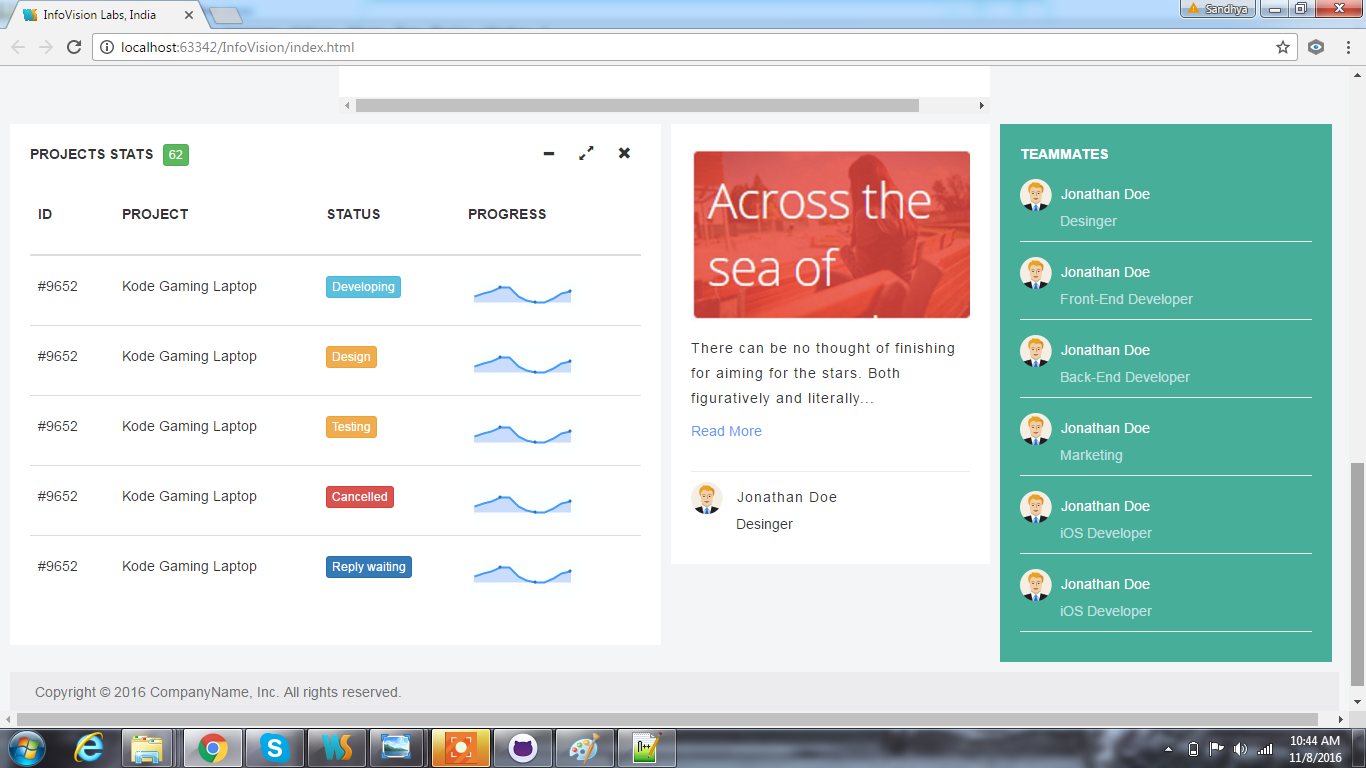 InfoVision Labs, India
Sandhya
localhost:63342/InfoVision/index.html
PROJECTS STATS 62
ID PROJECT STATUS PROGRESS
#9652 Kode Gaming Laptop Developing
#9652 Kode Gaming Laptop Design
#9652 Kode Gaming Laptop Testing
#9652 Kode Gaming Laptop Cancelled
#9652 Kode Gaming Laptop Reply waiting
Across the
sea of
There can be no thought of finishing
for aiming for the stars. Both
figuratively and literally...
Read More
Jonathan Doe
Desinger
TEAMMATES
Jonathan Doe
Desinger
Jonathan Doe
Front-End Developer
Jonathan Doe
Back-End Developer
Jonathan Doe
Marketing
Jonathan Doe
iOS Developer
Jonathan Doe
iOS Developer
Copyright © 2016 CompanyName, Inc. All rights reserved.
10:44 AM
11/8/2016